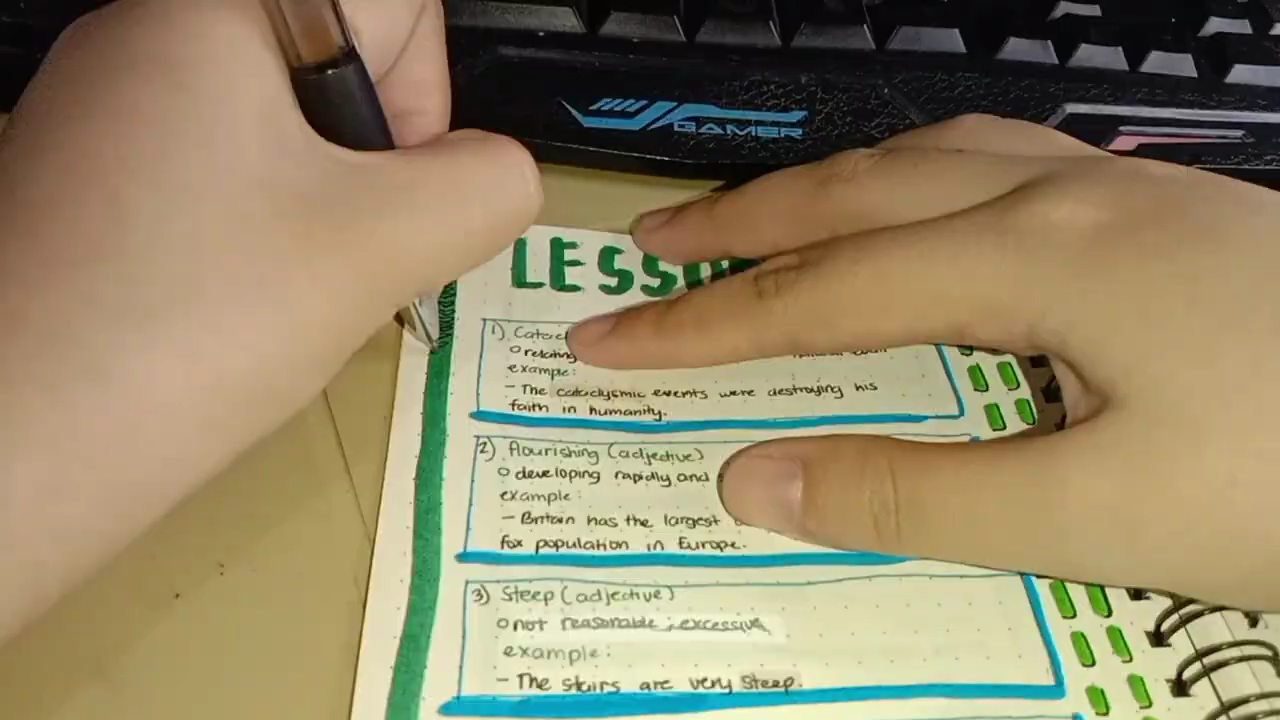 GAMER
LESSO
1) Catacl
o relating
example:
- The cataclysmic events were destroying his
faith in humanity.
2) Flourishing (adjective)
o developing rapidly and
example:
- Britain has the largest
fox population in Europe.
3) Steep (adjective)
o not reasonable ; excessive
example:
- The stairs are very steep.